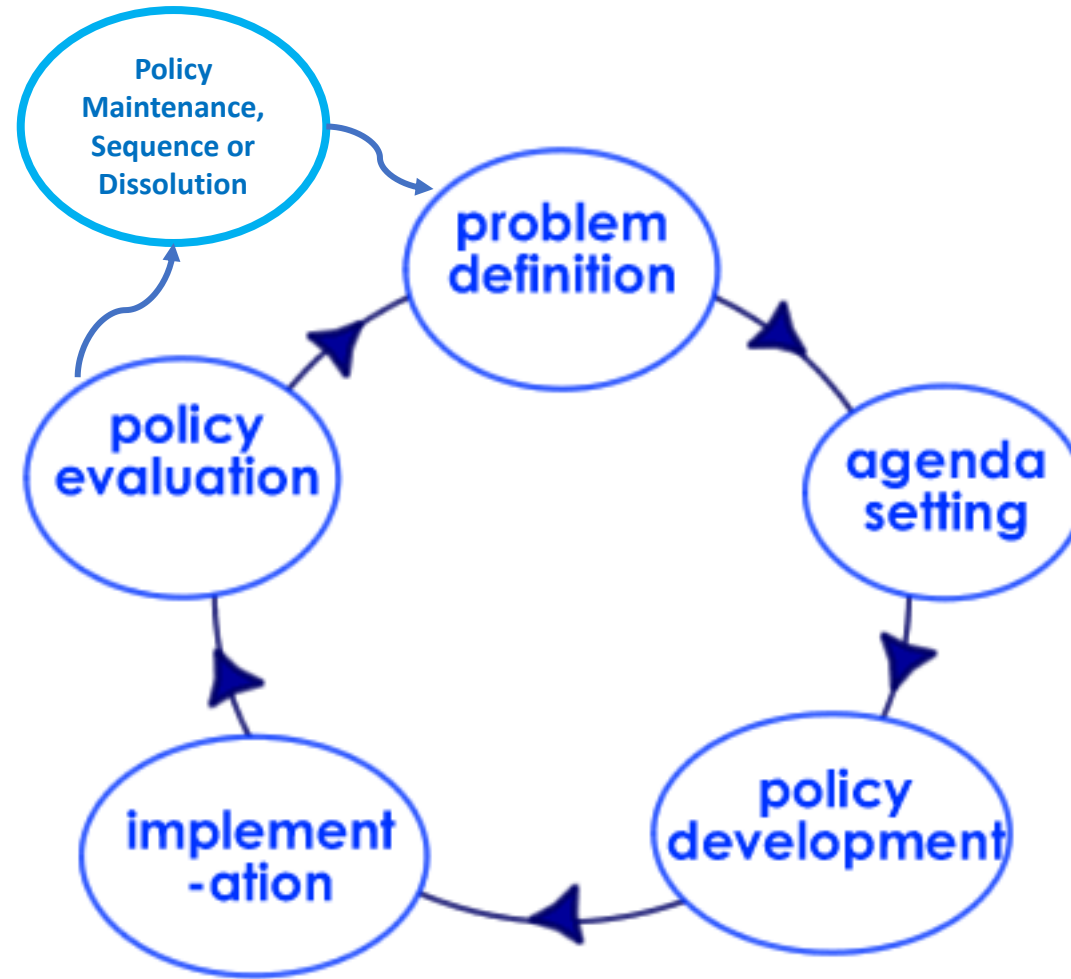 Policy
Maintenance,
Sequence or
Dissolution
problem
definition
agenda
setting
policy
development
implement
-ation
policy
evaluation